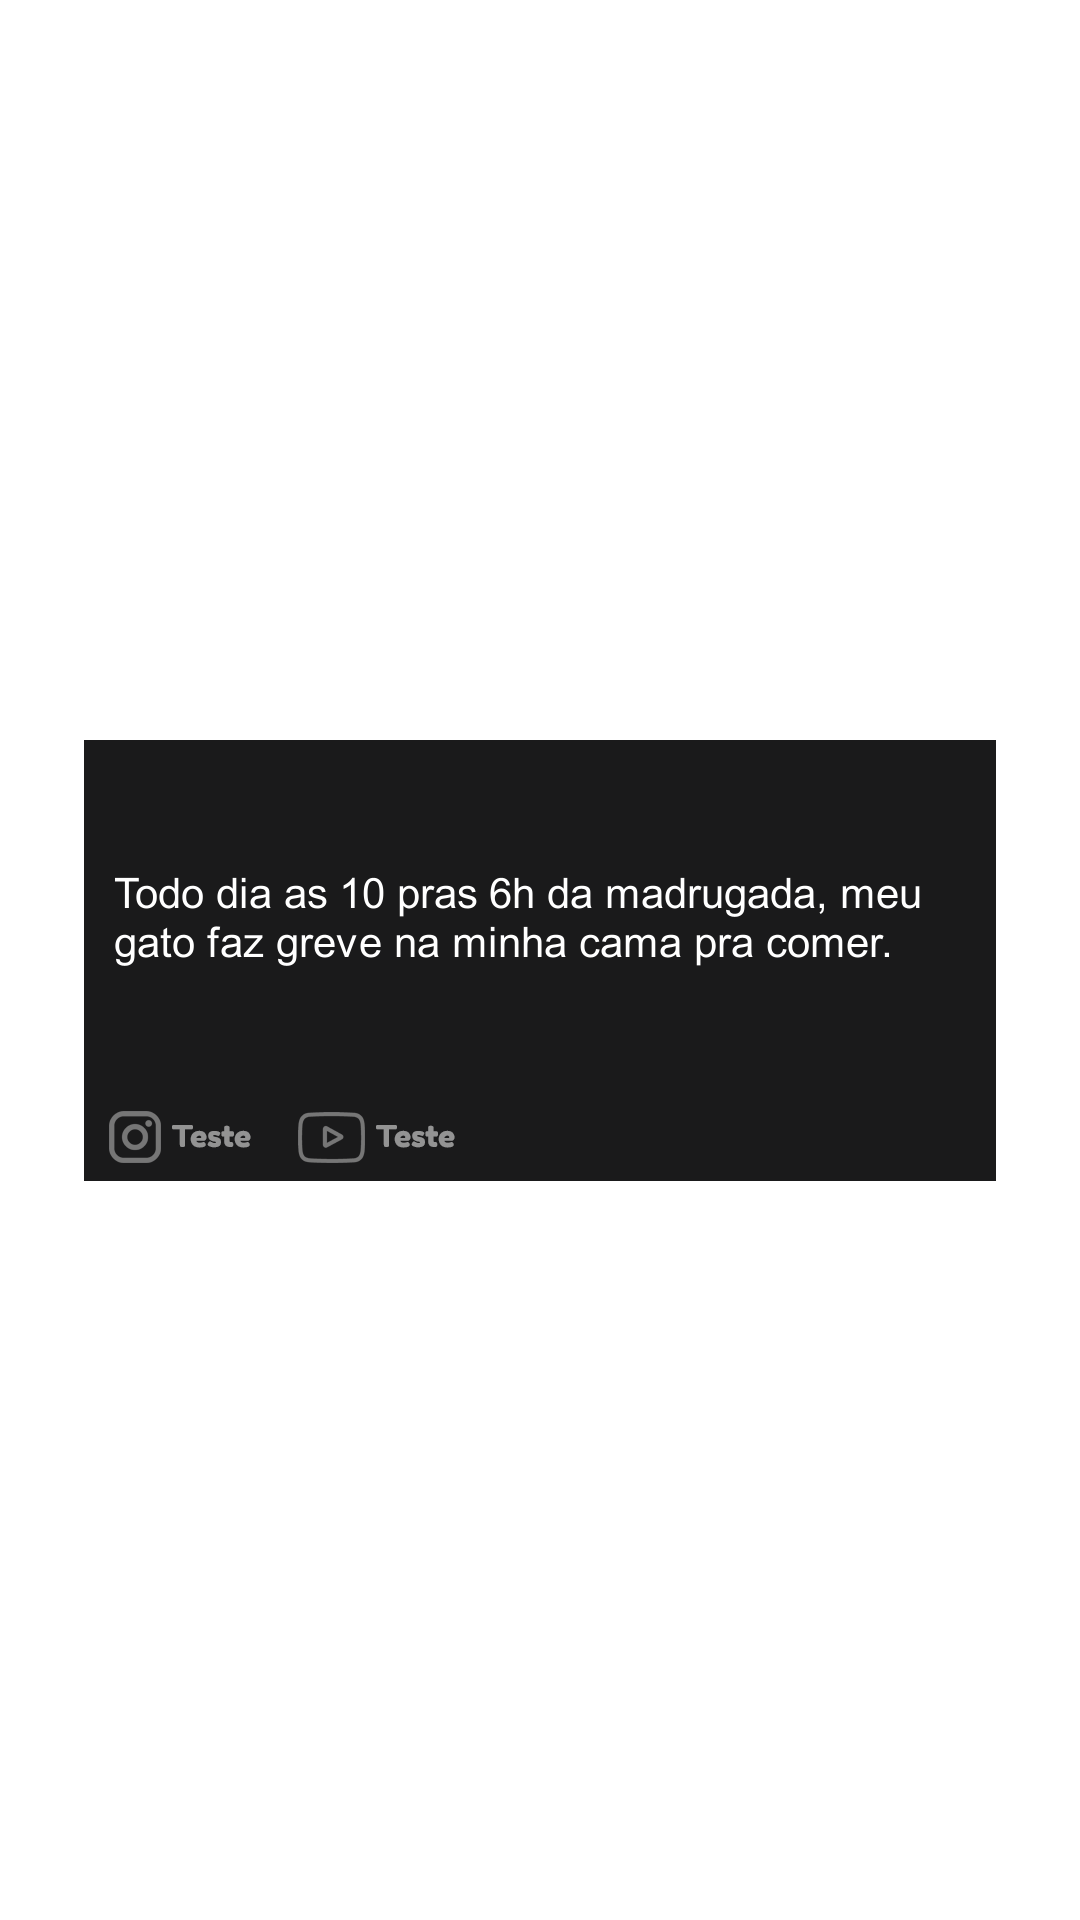 Todo dia as 10 pras 6h da madrugada, meu
gato faz greve na minha cama pra comer.
Teste Teste